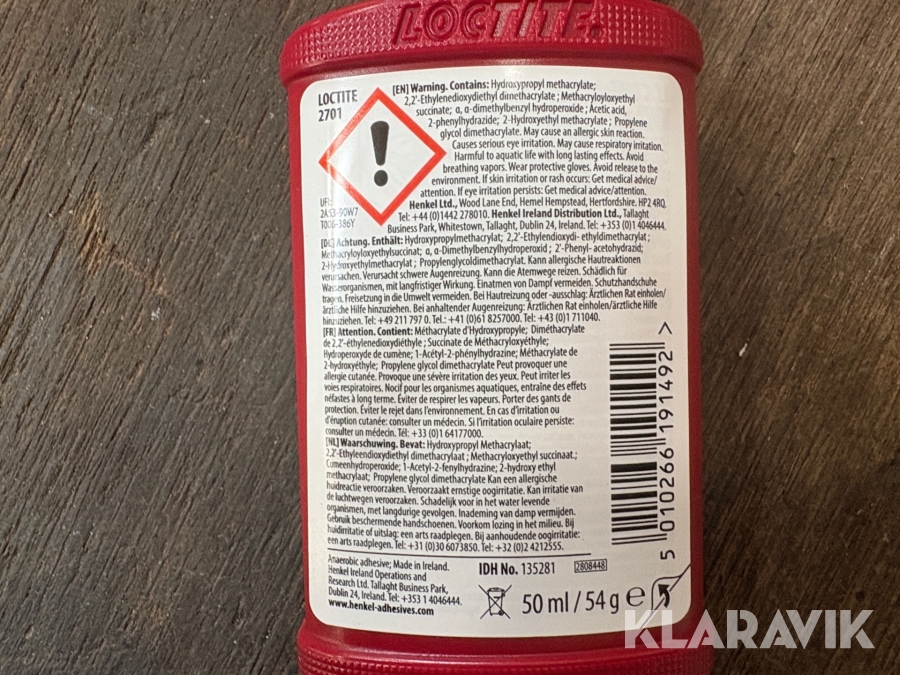 LOCTITE®
LOCTITE
2701
[EN] Warning. Contains: Hydroxypropyl methacrylate;
2,2'-Ethylenedioxydiethyl dimethacrylate ; Methacryloyloxyethyl
succinate; α, α-dimethylbenzyl hydroperoxide ; Acetic acid,
2-phenylhydrazide; 2-Hydroxyethyl methacrylate ; Propylene
glycol dimethacrylate. May cause an allergic skin reaction.
Causes serious eye irritation. May cause respiratory irritation.
Harmful to aquatic life with long lasting effects. Avoid
breathing vapors. Wear protective gloves. Avoid release to the
environment. If skin irritation or rash occurs: Get medical advice/
attention. If eye irritation persists: Get medical advice/attention.
Henkel Ltd., Wood Lane End, Hemel Hempstead, Hertfordshire. HP2 4RQ,
Tel: +44 (0)1442 278010. Henkel Ireland Distribution Ltd., Tallaght
Business Park, Whitestown, Tallaght, Dublin 24, Ireland. Tel: +353 (0)1 4046444.
UFI:
2AS3-90W7
T006-386Y
[DE] Achtung. Enthält: Hydroxypropylmethacrylat; 2,2'-Ethylendioxydi- ethyldimethacrylat ;
Methacryloyloxyethylsuccinat; α, α-Dimethylbenzylhydroperoxid ; 2'-Phenyl- acetohydrazid;
2-Hydroxyethylmethacrylat ; Propylenglycoldimethacrylat. Kann allergische Hautreaktionen
verursachen. Verursacht schwere Augenreizung. Kann die Atemwege reizen. Schädlich für
Wasserorganismen, mit langfristiger Wirkung. Einatmen von Dampf vermeiden. Schutzhandschuhe
tragen. Freisetzung in die Umwelt vermeiden. Bei Hautreizung oder -ausschlag: Ärztlichen Rat einholen/
ärztliche Hilfe hinzuziehen. Bei anhaltender Augenreizung: Ärztlichen Rat einholen/ärztliche Hilfe
hinzuziehen. Tel: +49 211 797 0. Tel.: +41 (0)61 8257000. Tel: +43 (0)1 711040.
[FR] Attention. Contient: Méthacrylate d'Hydroxypropyle; Diméthacrylate
de 2,2'-éthylenedioxydiéthyle ; Succinate de Méthacryloxyéthyle;
Hydroperoxyde de cumène; 1-Acétyl-2-phénylhydrazine; Méthacrylate de
2-hydroxyéthyle; Propylene glycol dimethacrylate Peut provoquer une
allergie cutanée. Provoque une sévère irritation des yeux. Peut irriter les
voies respiratoires. Nocif pour les organismes aquatiques, entraîne des effets
néfastes à long terme. Éviter de respirer les vapeurs. Porter des gants de
protection. Éviter le rejet dans l'environnement. En cas d'irritation ou
d'éruption cutanée: consulter un médecin. Si l'irritation oculaire persiste:
consulter un médecin. Tél: +33 (0)1 64177000.
[NL] Waarschuwing. Bevat: Hydroxypropyl Methacrylaat;
2,2'-Ethyleendioxydiethyl dimethacrylaat ; Methacryloyoxyethyl succinaat.;
Cumeenhydroperoxide; 1-Acetyl-2-fenylhydrazine; 2-hydroxy ethyl
methacrylaat; Propylene glycol dimethacrylate Kan een allergische
huidreactie veroorzaken. Veroorzaakt ernstige oogirritatie. Kan irritatie van
de luchtwegen veroorzaken. Schadelijk voor in het water levende
organismen, met langdurige gevolgen. Inademing van damp vermijden.
Gebruik beschermende handschoenen. Voorkom lozing in het milieu. Bij
huidirritatie of uitslag: een arts raadplegen. Bij aanhoudende oogirritatie:
een arts raadplegen. Tel: +31 (0)30 6073850. Tel: +32 (0)2 4212555.
5 010266 191492 >
Anaerobic adhesive; Made in Ireland.
Henkel Ireland Operations and
Research Ltd. Tallaght Business Park,
Dublin 24, Ireland. Tel: +353 1 4046444.
www.henkel-adhesives.com
IDH No. 135281
2808448
50 ml / 54 g e
KLARAVIK